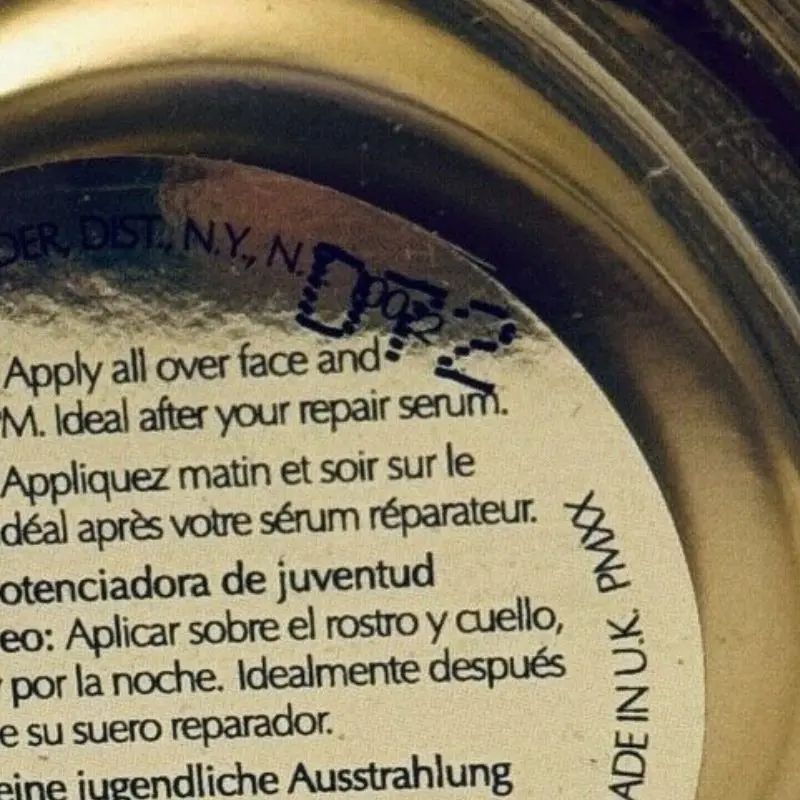 DER, DIST., N.Y., N.
D72
Apply all over face and
M. Ideal after your repair serum.
Appliquez matin et soir sur le
déal après votre sérum réparateur.
otenciadora de juventud
eo: Aplicar sobre el rostro y cuello,
por la noche. Idealmente después
e su suero reparador.
eine jugendliche Ausstrahlung
ADE IN U.K. PMXX